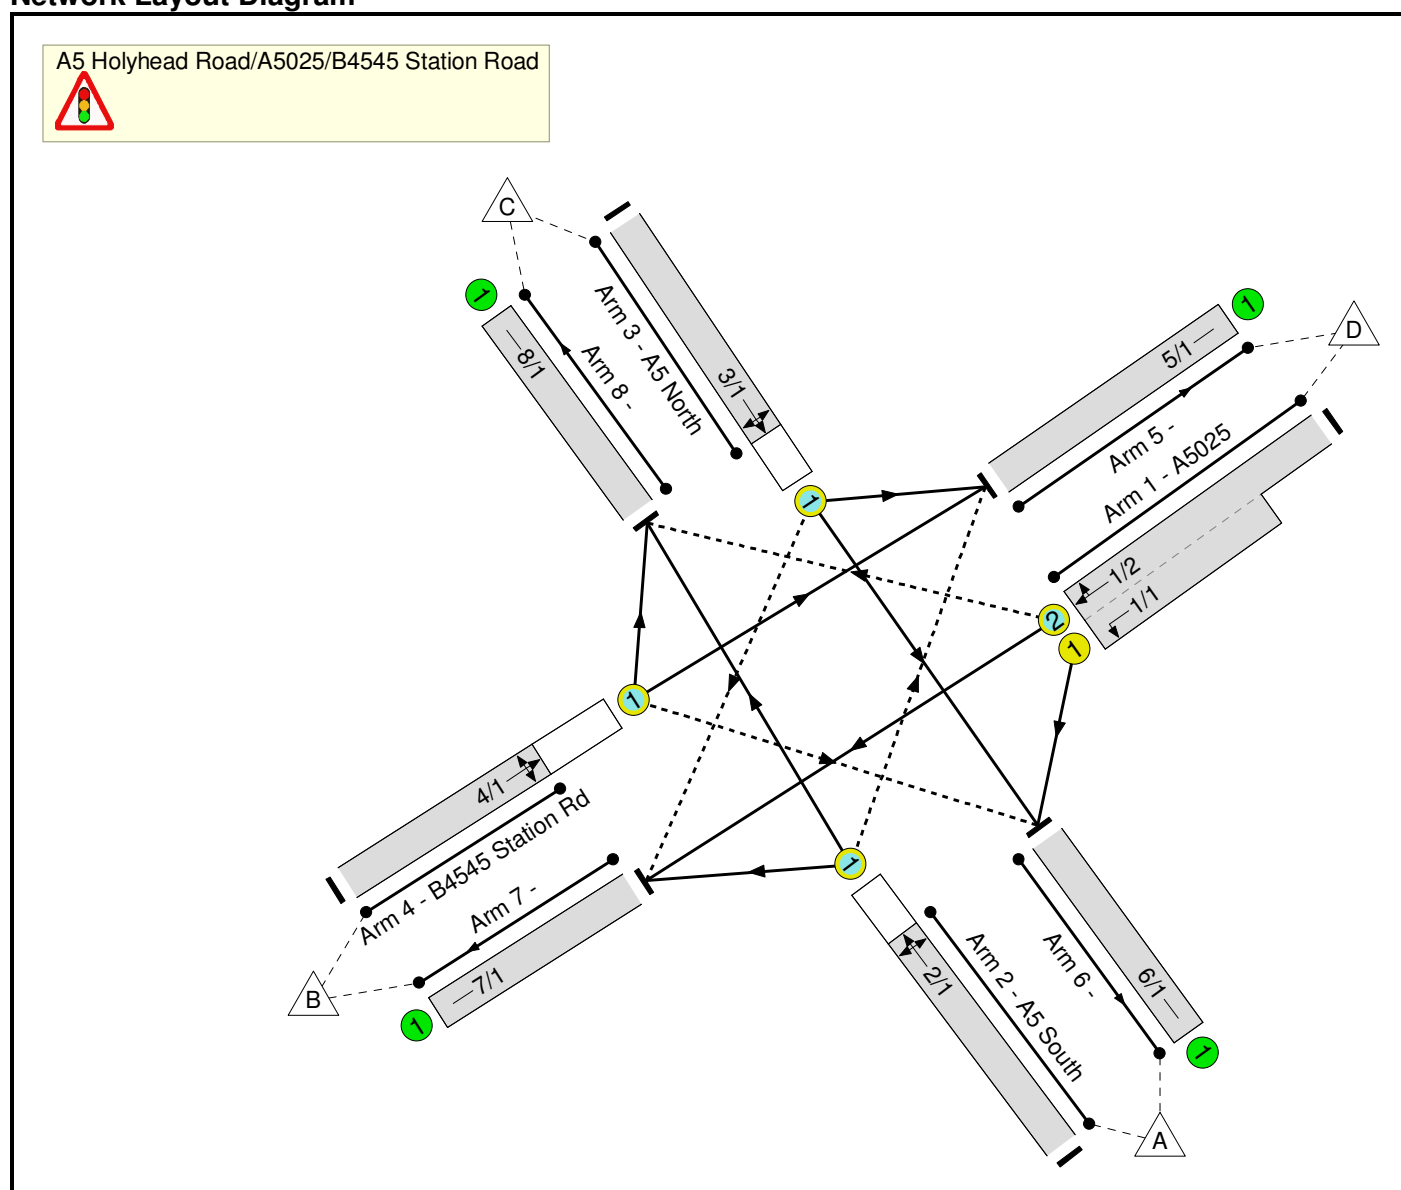 Network Layout Diagram
A5 Holyhead Road/A5025/B4545 Station Road
C
1
8/1
Arm 8 -
Arm 3 - A5 North
3/1
1
5/1
1
D
Arm 5 -
Arm 1 - A5025
1/2
1/1
2
1
1
4/1
Arm 4 - B4545 Station Rd
Arm 7 -
7/1
B
1
1
2/1
Arm 2 - A5 South
Arm 6 -
6/1
1
A